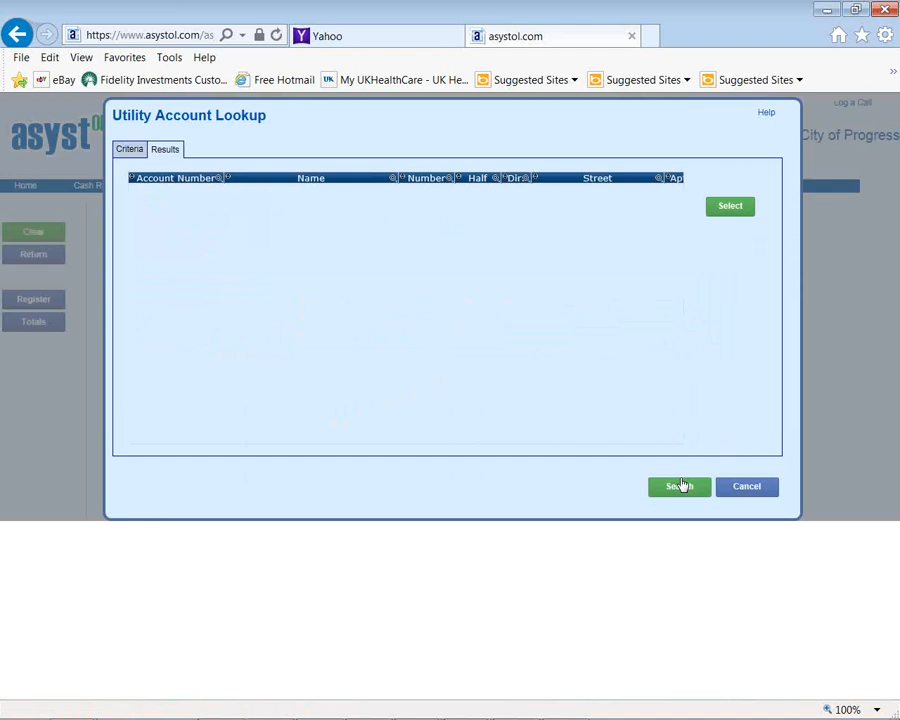 https://www.asystol.com/as
Yahoo
asystol.com
File Edit View Favorites Tools Help
eBay Fidelity Investments Custo... Free Hotmail My UKHealthCare - UK He... Suggested Sites Suggested Sites Suggested Sites
Utility Account Lookup
Help
Log a Call
asyst
City of Progress
Criteria Results
Account Number Name Number Half Dir Street Ap
Home Cash R
Select
Clear
Return
Register
Totals
Search Cancel
100%